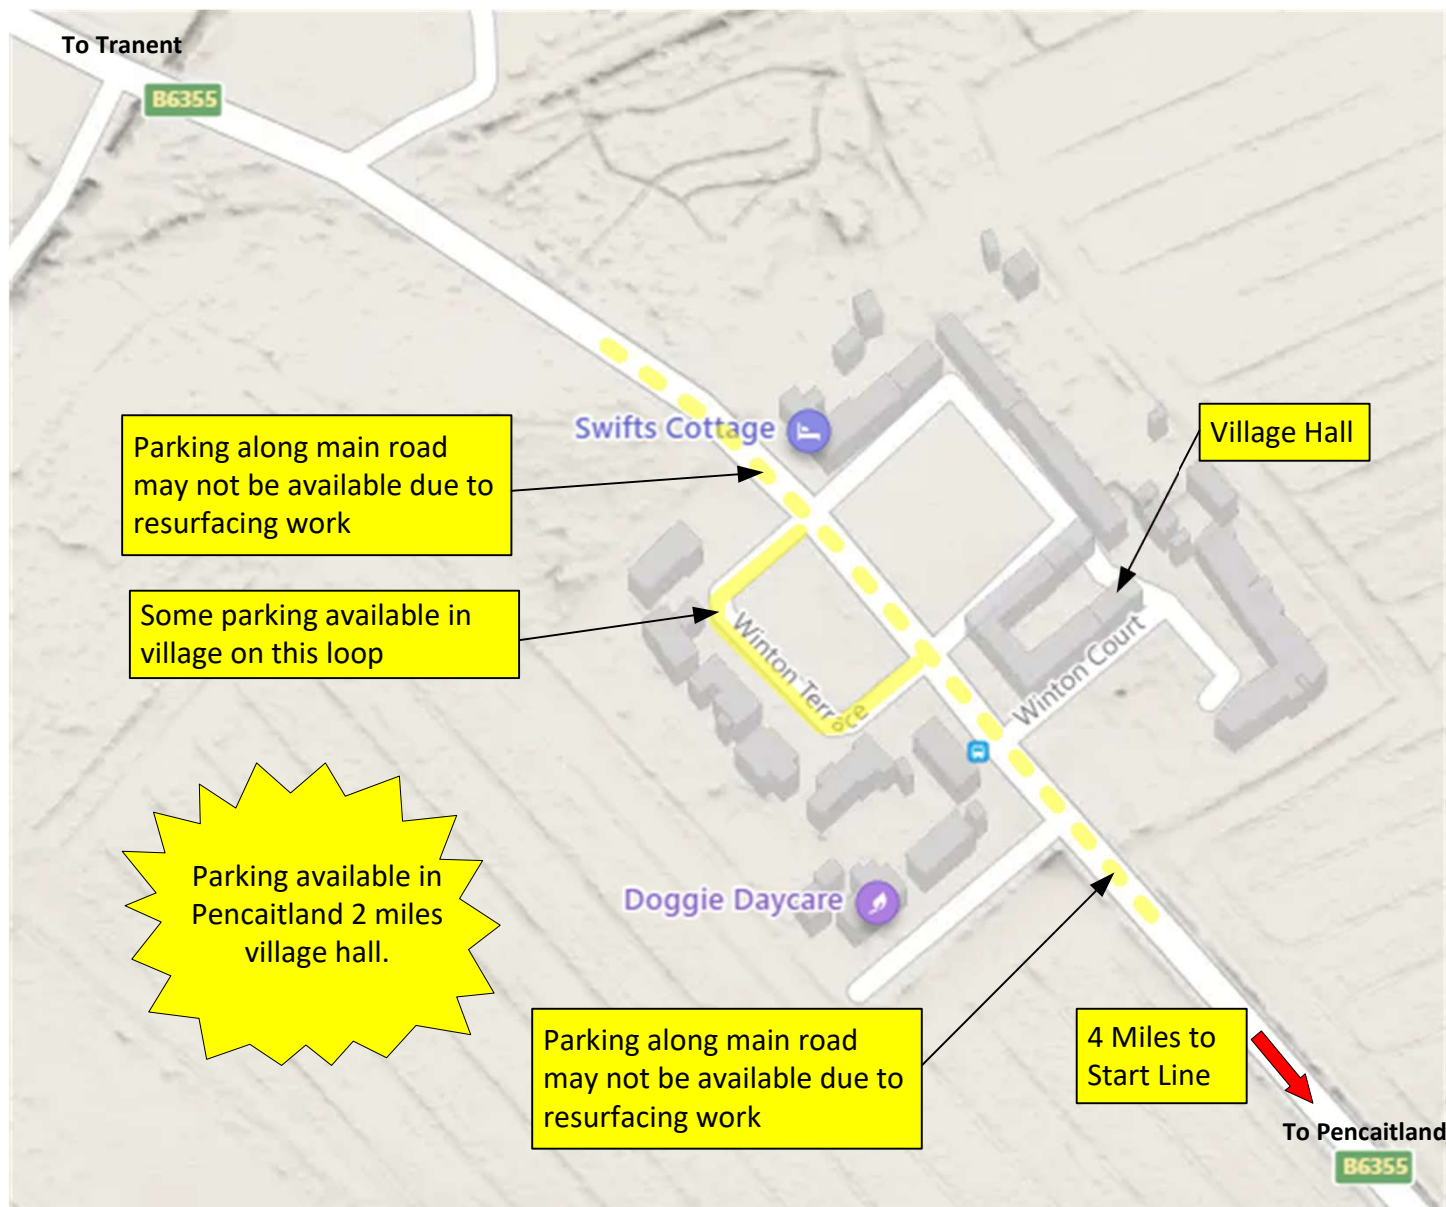 To Tranent
B6355
Swifts Cottage
Parking along main road
may not be available due to
resurfacing work
Village Hall
Some parking available in
village on this loop
Winton Terrace
Winton Court
Parking available in
Pencaitland 2 miles
village hall.
Doggie Daycare
Parking along main road
may not be available due to
resurfacing work
4 Miles to
Start Line
To Pencaitland
B6355